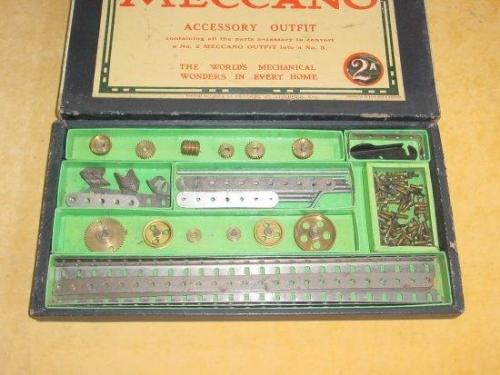 MECCANO
ACCESSORY OUTFIT
containing all the parts necessary to convert
a No. 2 MECCANO OUTFIT into a No. 3.
THE WORLD'S MECHANICAL
WONDERS IN EVERY HOME
2A